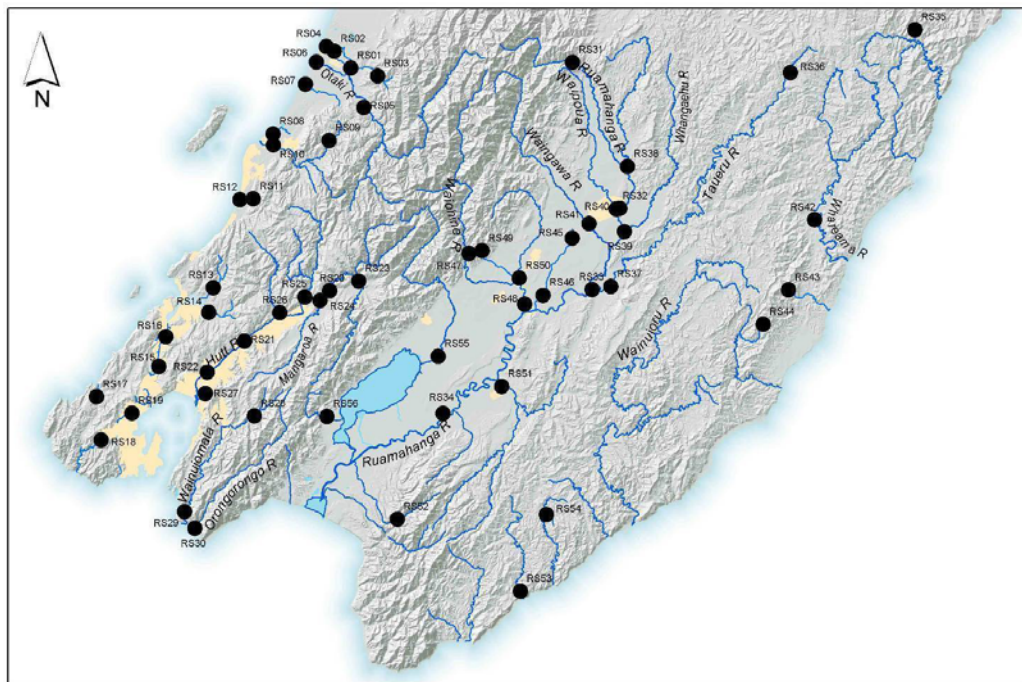 RS35
RS04
RS02
RS06
RS01
RS31
RS03
RS36
RS07
Otaki R
Ruamahanga R
Waipoua R
Whangaehu R
RS05
RS08
RS09
RS10
Waingawa R
RS38
Taueru R
RS12
RS11
Waiohine R
RS40
RS32
RS41
RS42
Whareama R
RS45
RS39
RS49
RS47
RS23
RS50
RS13
RS25
RS24
RS48
RS46
RS33
RS37
RS43
RS14
RS26
Wainuioru R
RS44
RS16
RS21
Mangaroa R
Hutt R
RS15
RS22
RS55
RS17
RS27
RS51
RS19
RS28
RS56
RS34
RS18
Wainuiomata R
Ruamahanga R
Orongorongo R
RS29
RS30
RS52
RS54
RS53
N